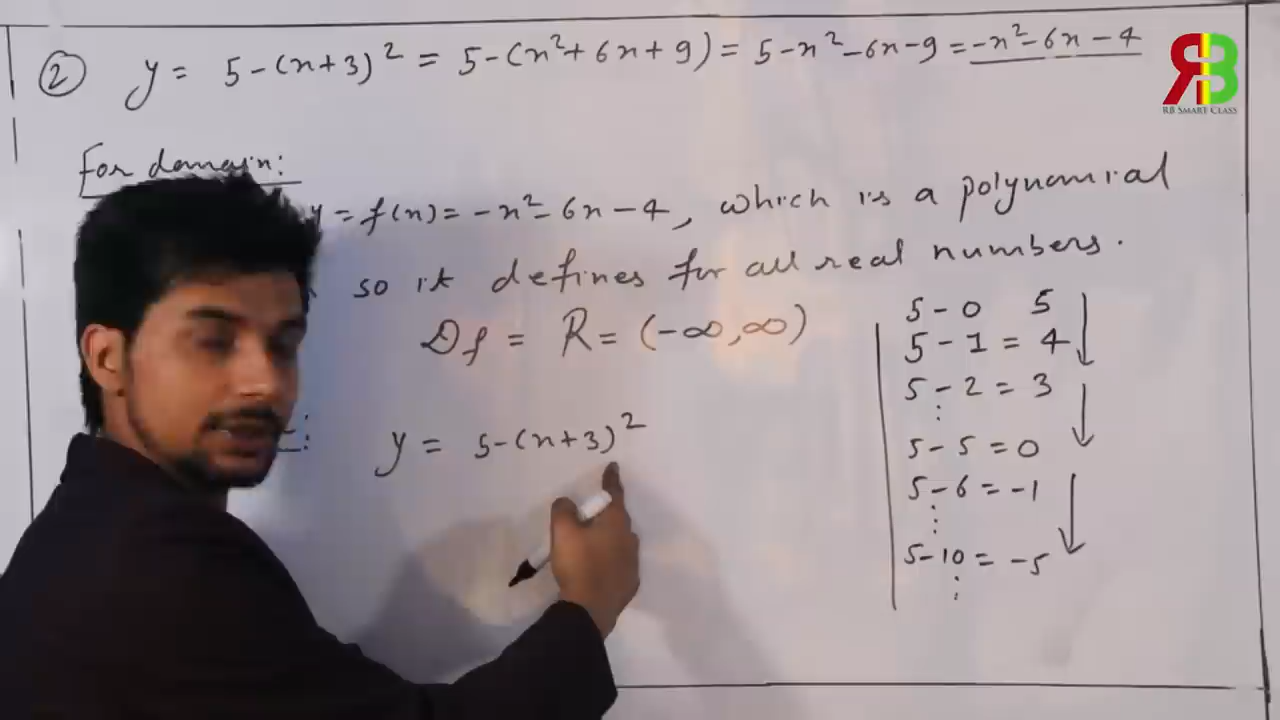 ② y = 5-(x+3)² = 5-(x²+6x+9) = 5-x²-6x-9 = -x²-6x-4
RB
RB SMART CLASS
For domain:
y = f(x) = -x²-6x-4, which is a polynomial
so it defines for all real numbers.
Df = R = (-∞,∞)
y = 5-(x+3)²
5-0 5
5-1 = 4
5-2 = 3
⋮
5-5 = 0
5-6 = -1
⋮
5-10 = -5
⋮